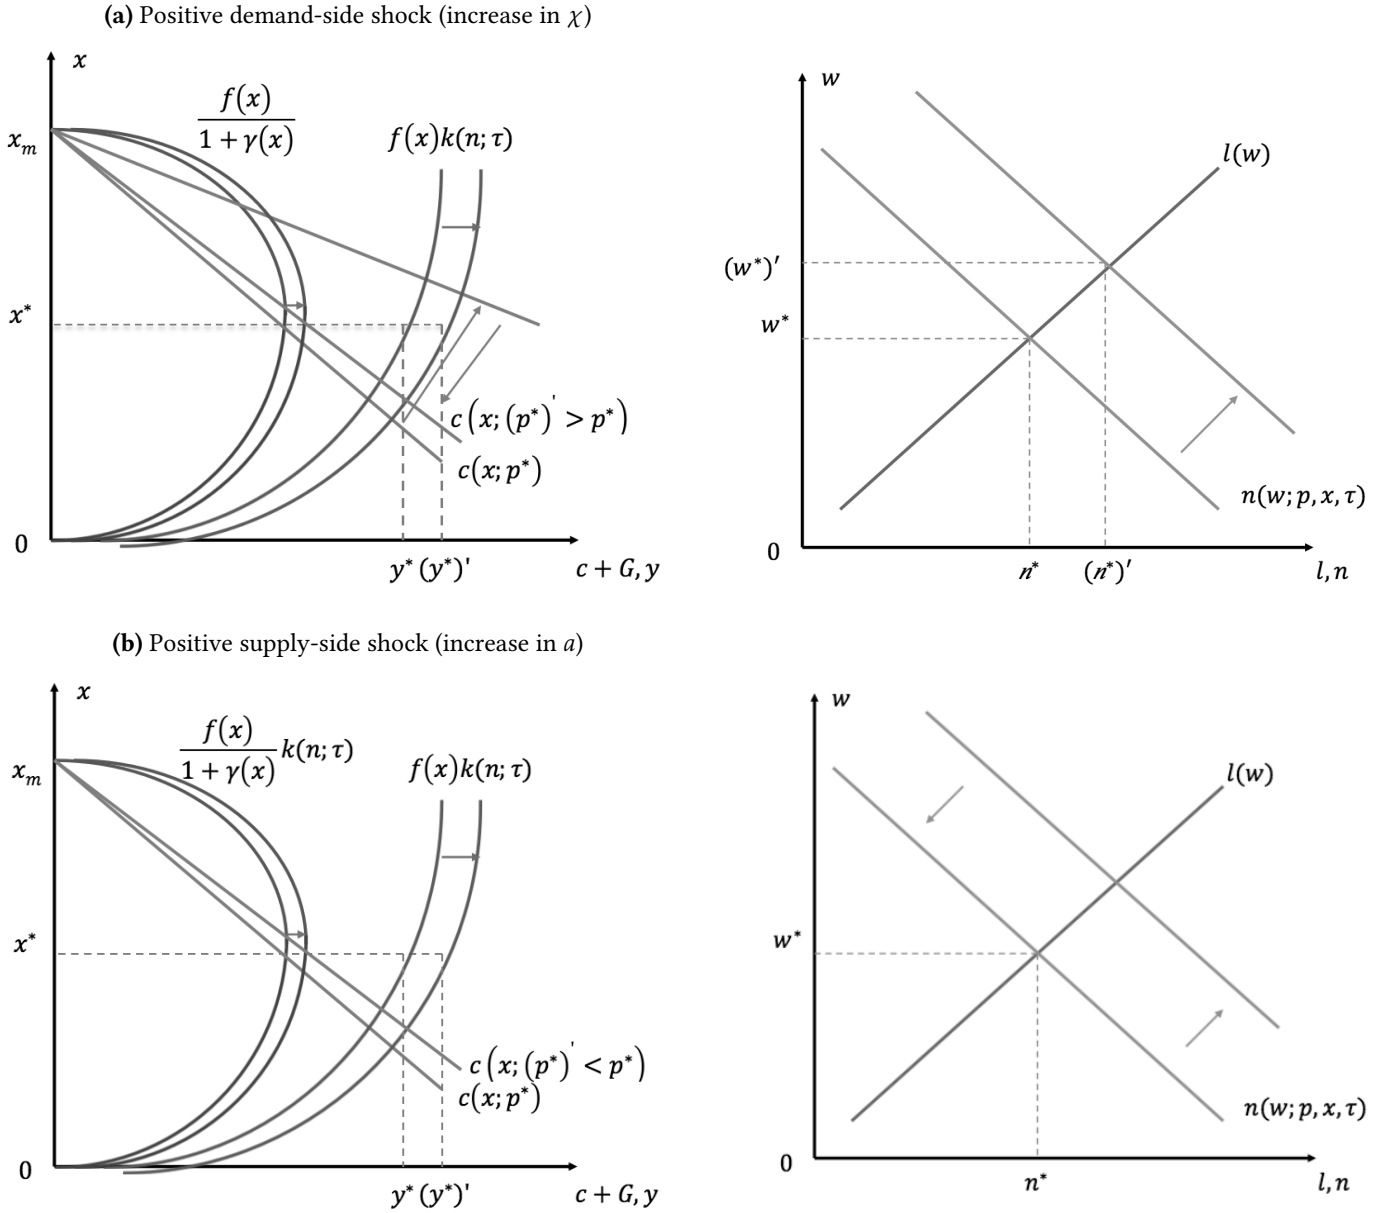 (a) Positive demand-side shock (increase in χ)
x
f(x)
1 + γ(x)
f(x)k(n; τ)
x_m
x*
c(x; (p*)' > p*)
c(x; p*)
0
y* (y*)'
c + G, y
w
l(w)
(w*)'
w*
n(w; p, x, τ)
0
n*
(n*)'
l, n
(b) Positive supply-side shock (increase in a)
x
f(x)
1 + γ(x)
k(n; τ)
f(x)k(n; τ)
x_m
x*
c(x; (p*)' < p*)
c(x; p*)
0
y* (y*)'
c + G, y
w
l(w)
w*
n(w; p, x, τ)
0
n*
l, n